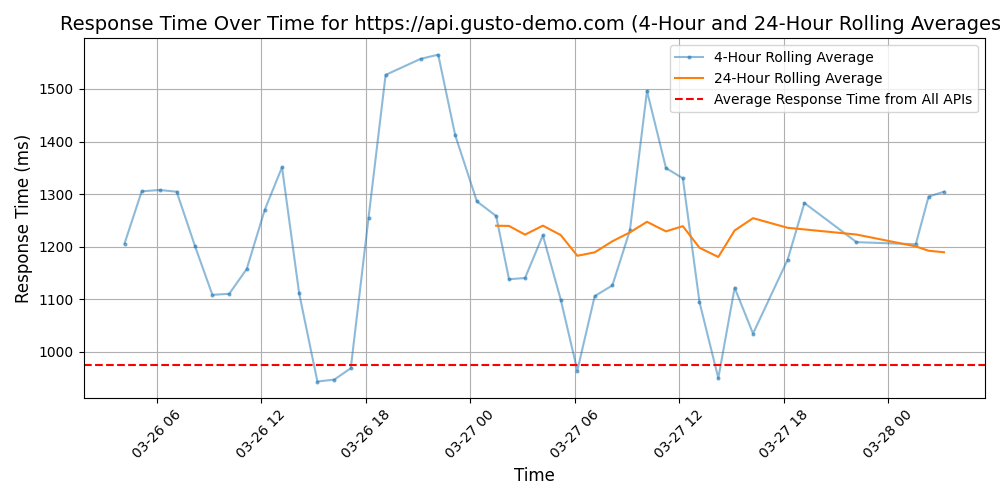 Response Time Over Time for https://api.gusto-demo.com (4-Hour and 24-Hour Rolling Averages
4-Hour Rolling Average
24-Hour Rolling Average
Average Response Time from All APIs
Response Time (ms)
1500
1400
1300
1200
1100
1000
03-26 06
03-26 12
03-26 18
03-27 00
03-27 06
03-27 12
03-27 18
03-28 00
Time